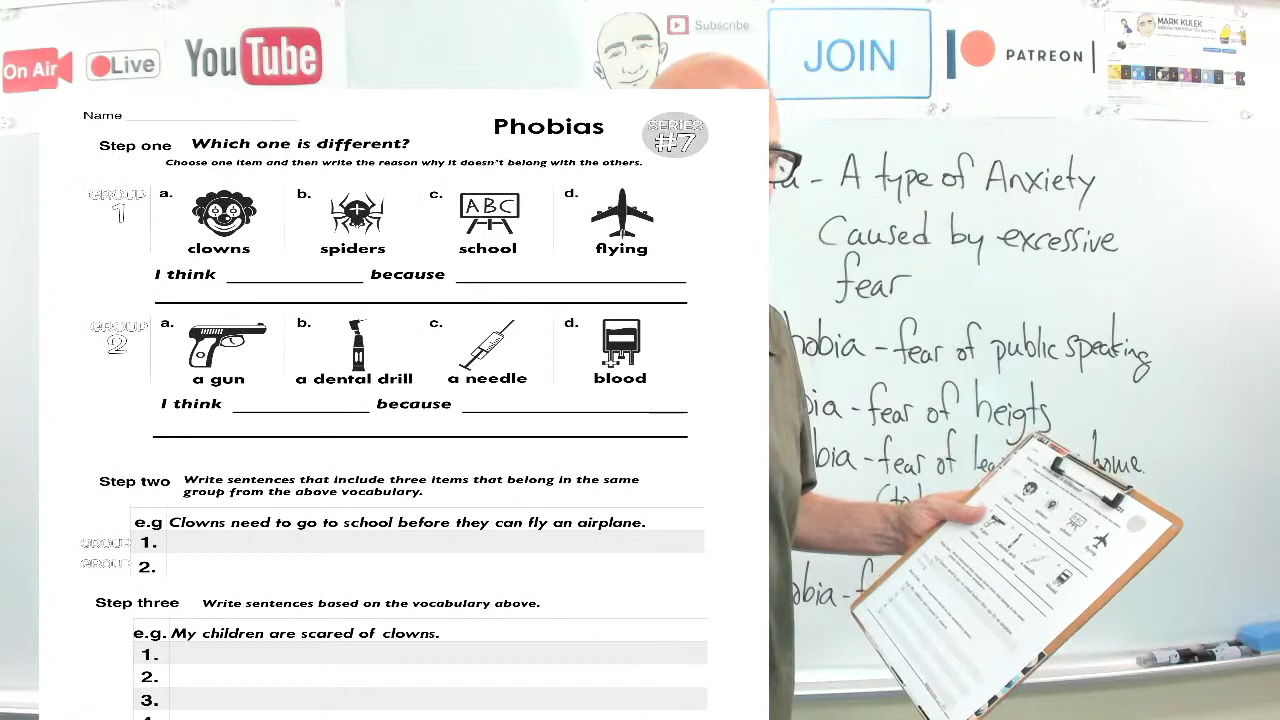 On Air
Live
YouTube
Subscribe
JOIN
PATREON
MARK KULEK
Name
Phobias
SERIES
#7
Step one Which one is different?
Choose one item and then write the reason why it doesn't belong with the others.
GROUP
1
a. b. c. d.
ABC
clowns spiders school flying
I think because
GROUP
2
a. b. c. d.
a gun a dental drill a needle blood
I think because
Step two Write sentences that include three items that belong in the same
group from the above vocabulary.
e.g Clowns need to go to school before they can fly an airplane.
GROUP 1.
GROUP 2.
Step three Write sentences based on the vocabulary above.
e.g. My children are scared of clowns.
1.
2.
3.
- A type of Anxiety
Caused by excessive
fear
hobia - fear of public speaking
bia - fear of heigts
bia - fear of home.
hobia -